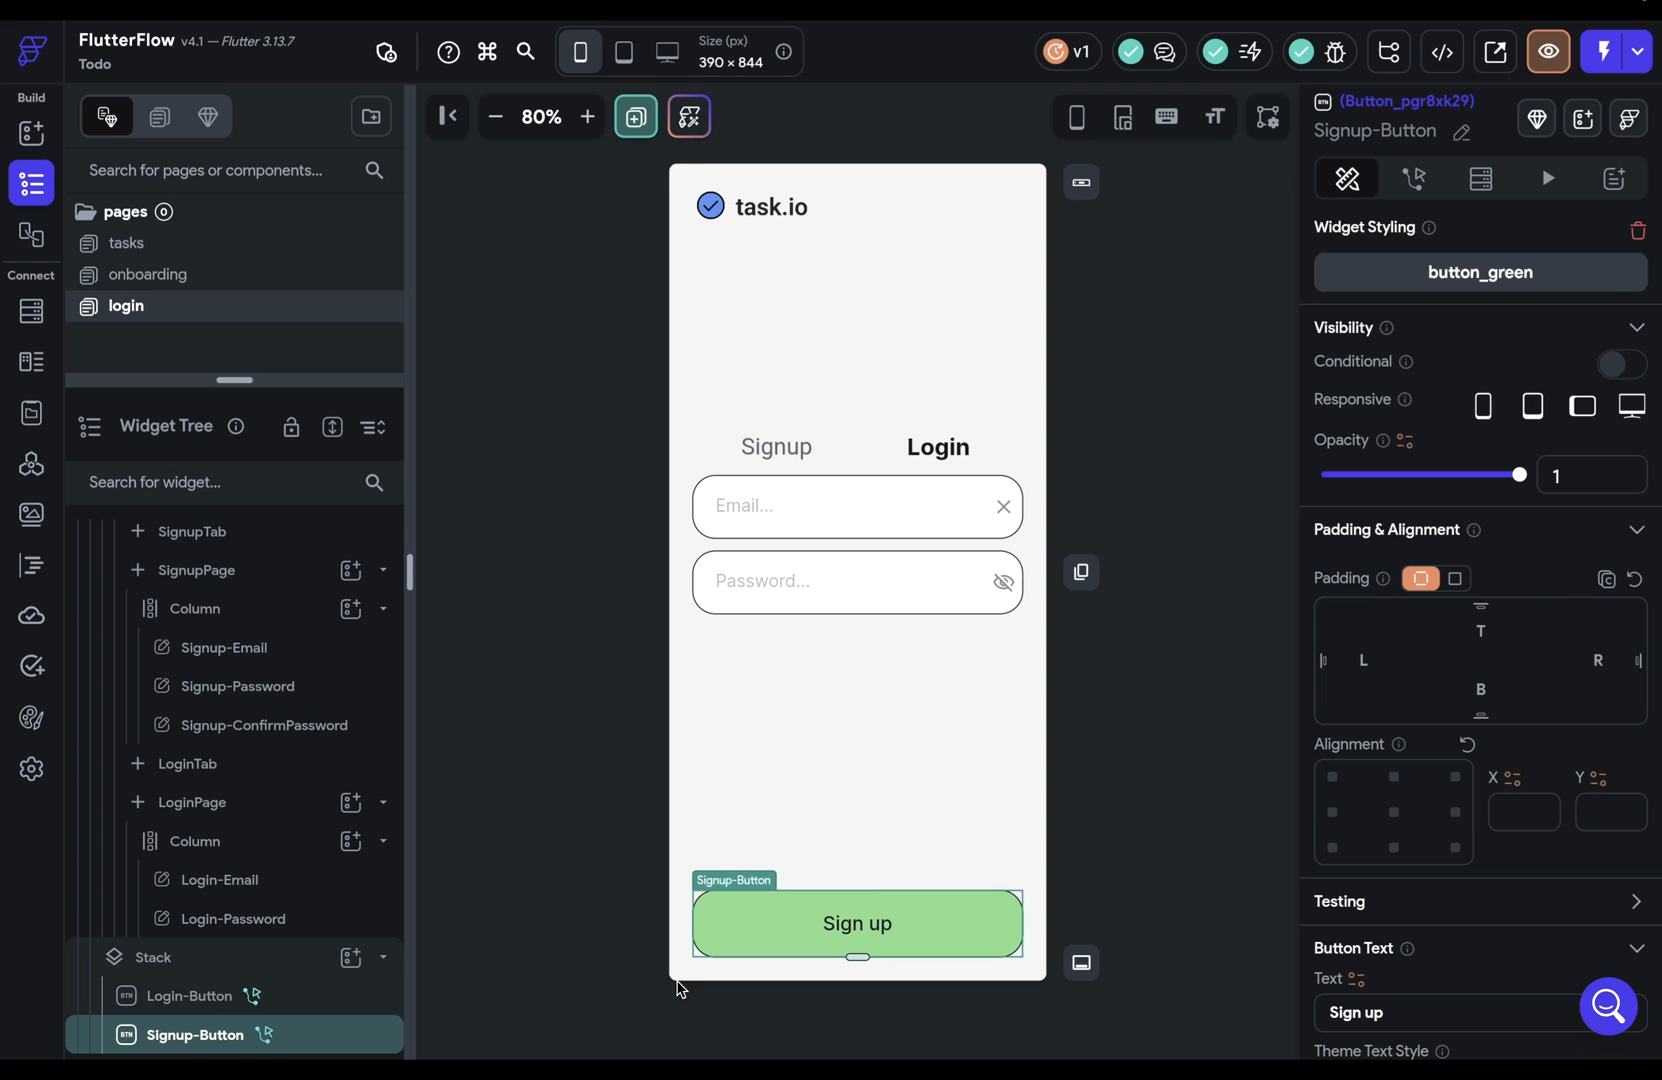 FlutterFlow v4.1 — Flutter 3.13.7
Todo
Size (px)
390 × 844
v1
Build
Connect
Search for pages or components...
pages 0
tasks
onboarding
login
Widget Tree
Search for widget...
SignupTab
SignupPage
Column
Signup-Email
Signup-Password
Signup-ConfirmPassword
LoginTab
LoginPage
Column
Login-Email
Login-Password
Stack
BTN Login-Button
BTN Signup-Button
80%
task.io
Signup Login
Email...
Password...
Signup-Button
Sign up
BTN (Button_pgr8xk29)
Signup-Button
Widget Styling
button_green
Visibility
Conditional
Responsive
Opacity
1
Padding & Alignment
Padding
T
L R
B
Alignment
X Y
Testing
Button Text
Text
Sign up
Theme Text Style